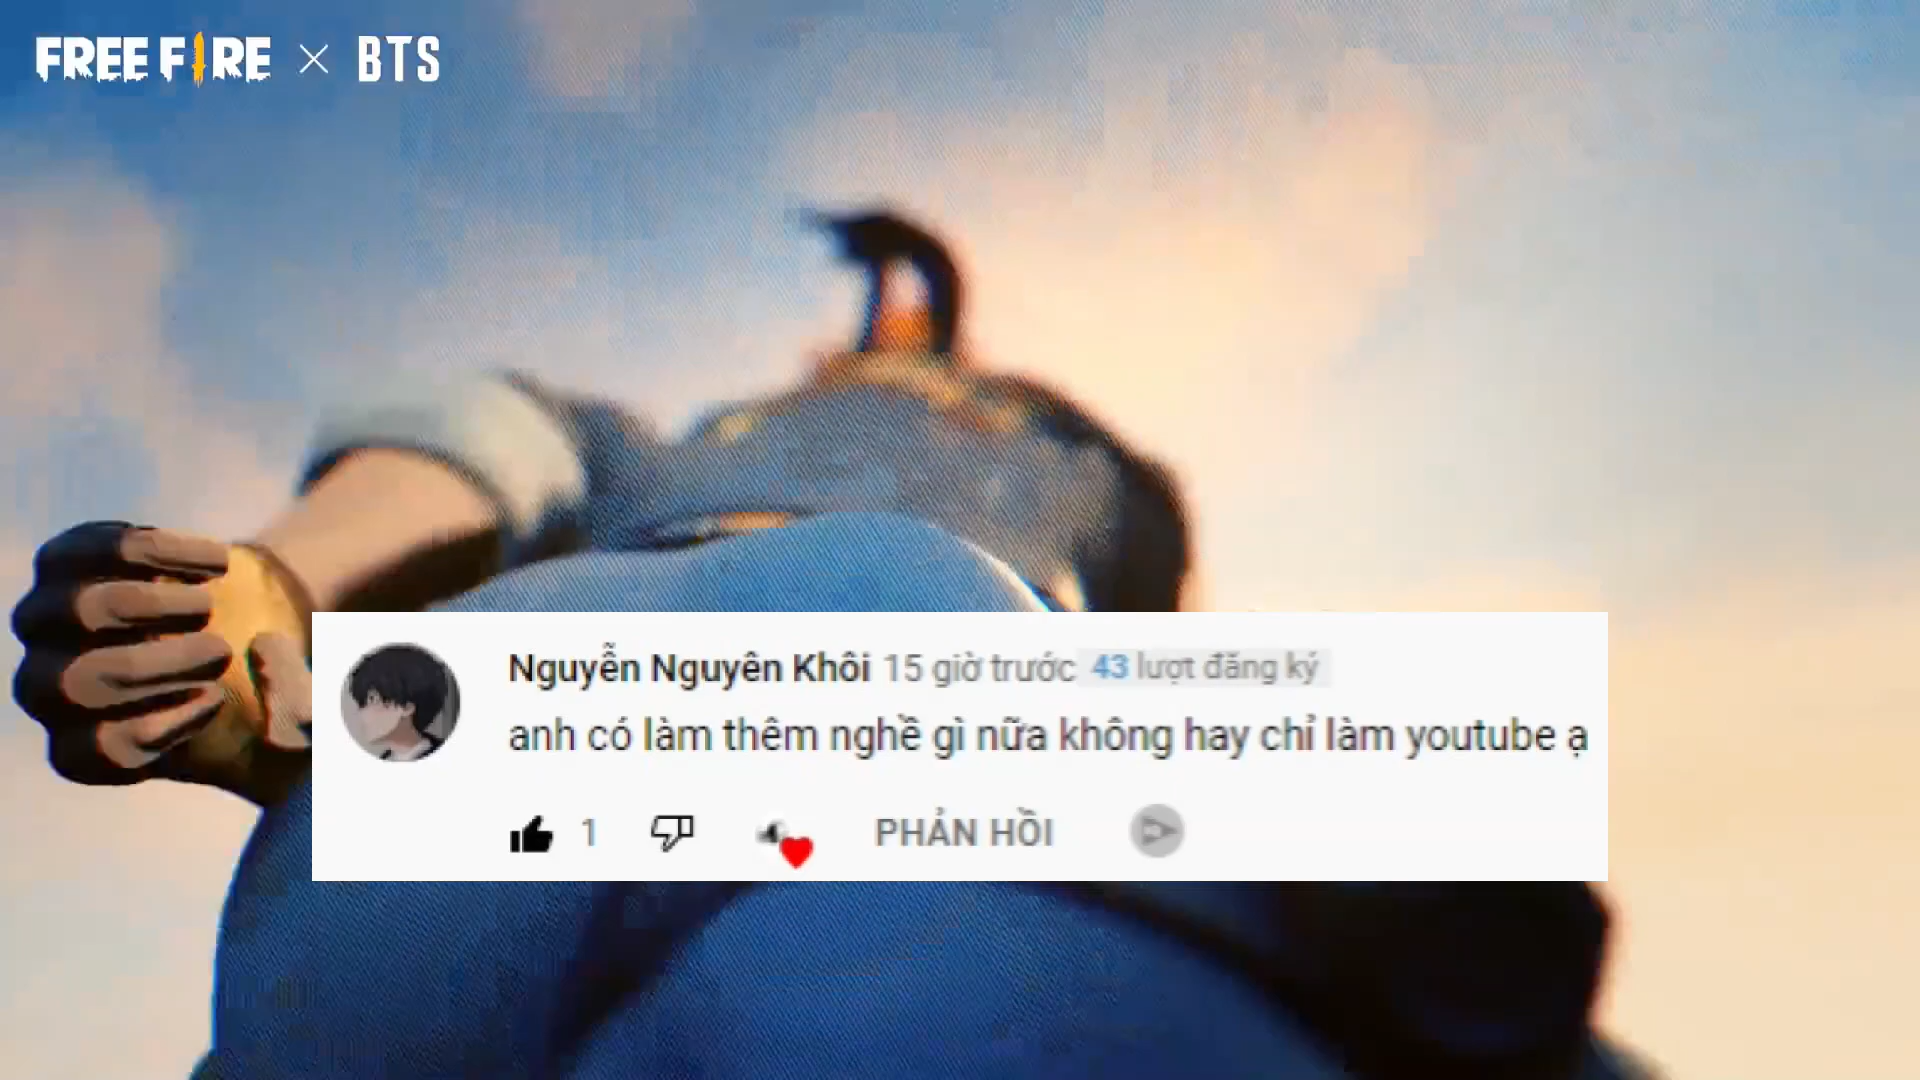 FREE FIRE × BTS
Nguyễn Nguyên Khôi 15 giờ trước 43 lượt đăng ký
anh có làm thêm nghề gì nữa không hay chỉ làm youtube ạ
1 PHẢN HỒI